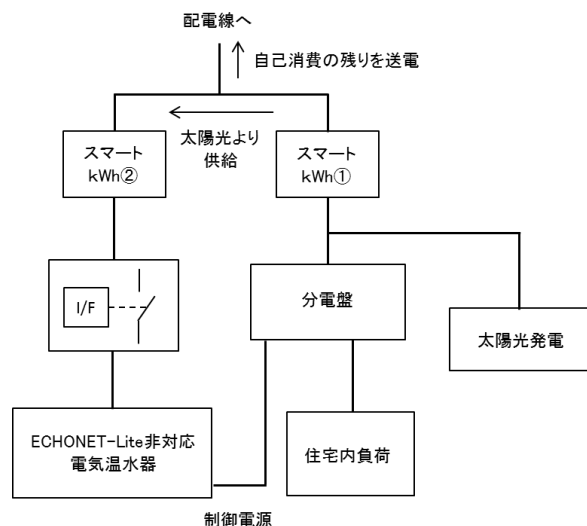 配電線へ
自己消費の残りを送電
太陽光より
供給
スマート
kWh②
スマート
kWh①
I/F
分電盤
太陽光発電
ECHONET-Lite非対応
電気温水器
住宅内負荷
制御電源